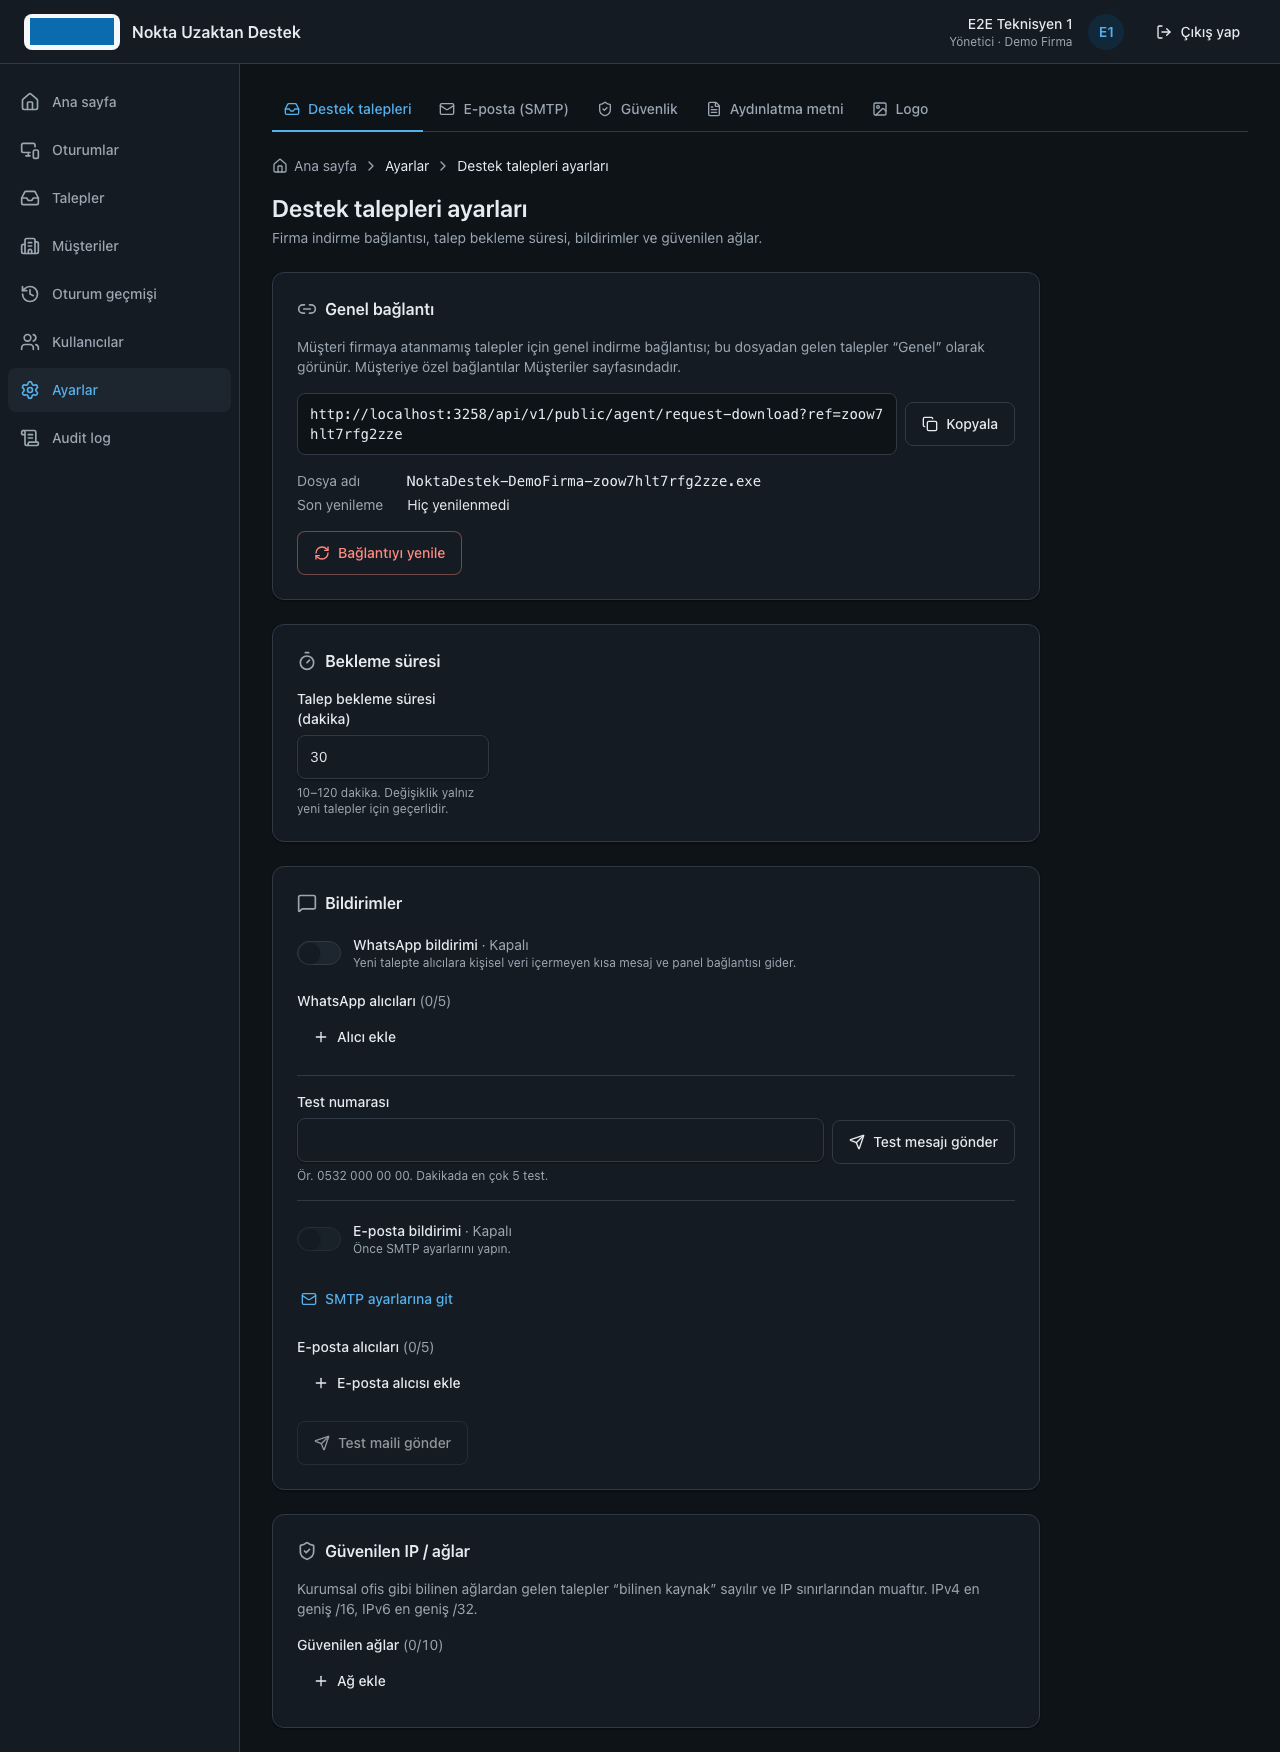 Nokta Uzaktan Destek
E2E Teknisyen 1
Yönetici · Demo Firma
E1
Çıkış yap
Ana sayfa
Oturumlar
Talepler
Müşteriler
Oturum geçmişi
Kullanıcılar
Ayarlar
Audit log
Destek talepleri
E-posta (SMTP)
Güvenlik
Aydınlatma metni
Logo
Ana sayfa > Ayarlar > Destek talepleri ayarları
Destek talepleri ayarları
Firma indirme bağlantısı, talep bekleme süresi, bildirimler ve güvenilen ağlar.
Genel bağlantı
Müşteri firmaya atanmamış talepler için genel indirme bağlantısı; bu dosyadan gelen talepler “Genel” olarak
görünür. Müşteriye özel bağlantılar Müşteriler sayfasındadır.
http://localhost:3258/api/v1/public/agent/request-download?ref=zoow7
hlt7rfg2zze
Kopyala
Dosya adı NoktaDestek-DemoFirma-zoow7hlt7rfg2zze.exe
Son yenileme Hiç yenilenmedi
Bağlantıyı yenile
Bekleme süresi
Talep bekleme süresi
(dakika)
30
10–120 dakika. Değişiklik yalnız
yeni talepler için geçerlidir.
Bildirimler
WhatsApp bildirimi · Kapalı
Yeni talepte alıcılara kişisel veri içermeyen kısa mesaj ve panel bağlantısı gider.
WhatsApp alıcıları (0/5)
Alıcı ekle
Test numarası
Test mesajı gönder
Ör. 0532 000 00 00. Dakikada en çok 5 test.
E-posta bildirimi · Kapalı
Önce SMTP ayarlarını yapın.
SMTP ayarlarına git
E-posta alıcıları (0/5)
E-posta alıcısı ekle
Test maili gönder
Güvenilen IP / ağlar
Kurumsal ofis gibi bilinen ağlardan gelen talepler “bilinen kaynak” sayılır ve IP sınırlarından muaftır. IPv4 en
geniş /16, IPv6 en geniş /32.
Güvenilen ağlar (0/10)
Ağ ekle